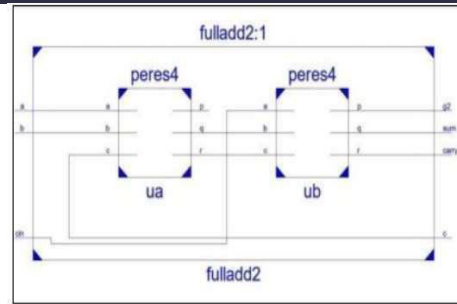 fulladd2:1
peres4 peres4
a a p a p g2
b b q b q sum
c r c r carry
ua ub
cin c
fulladd2